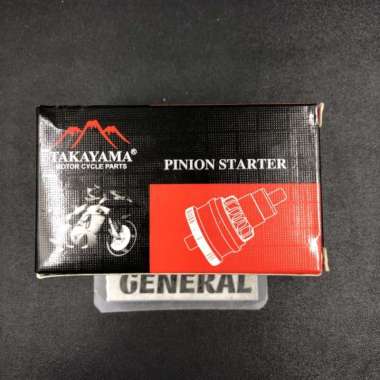 TAKAYAMA®
MOTOR CYCLE PARTS
PINION STARTER
GENERAL